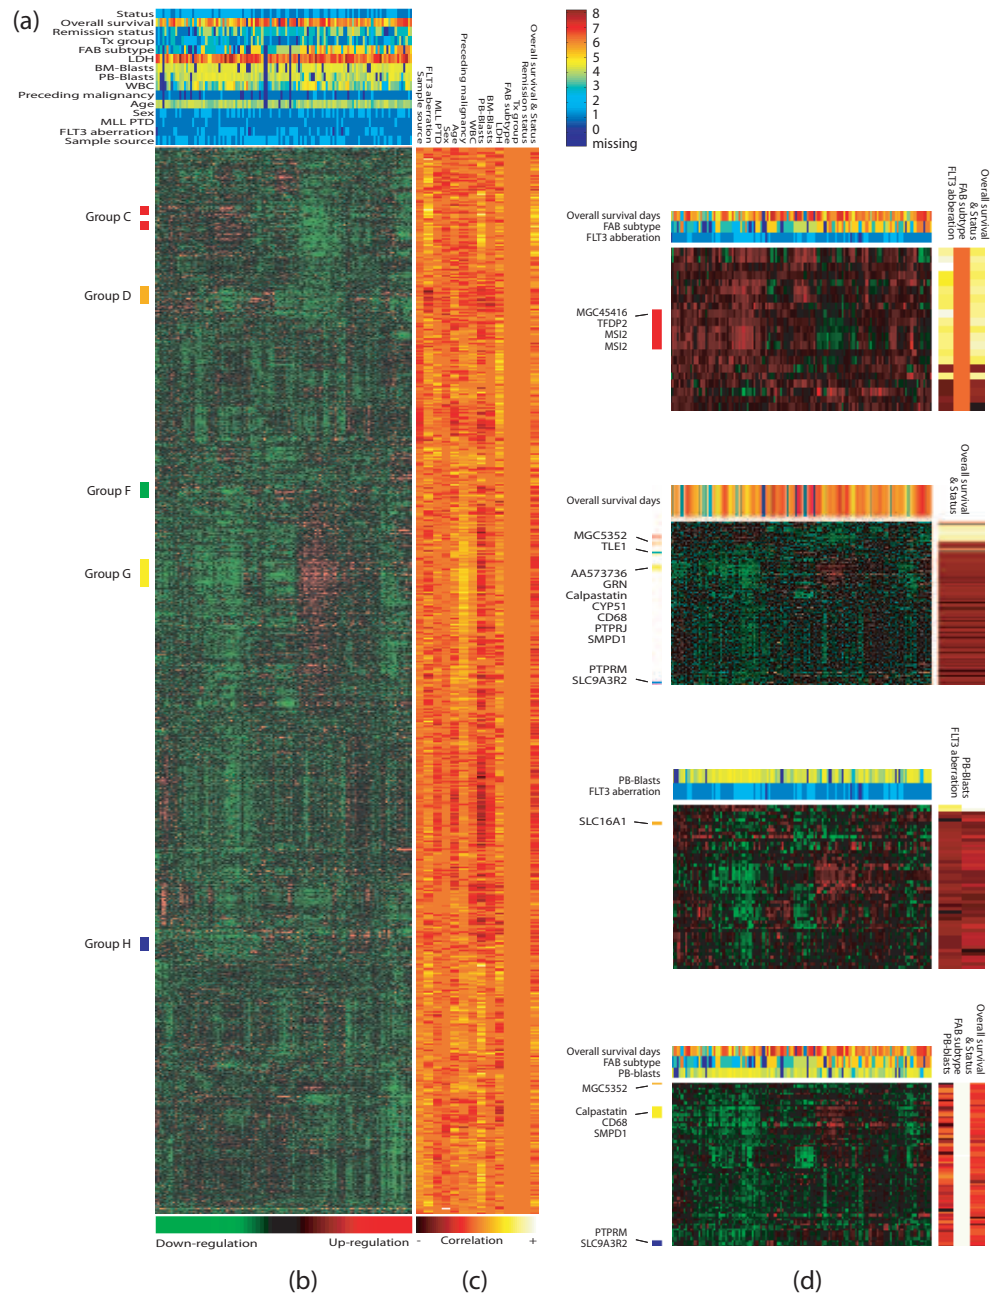 (a)
Status
Overall survival
Remission status
Tx group
FAB subtype
LDH
BM-Blasts
PB-Blasts
WBC
Preceding malignancy
Age
Sex
MLL PTD
FLT3 aberration
Sample source
Sample source
FLT3 aberration
MLL PTD
Sex
Age
Preceding malignancy
WBC
PB-Blasts
BM-Blasts
LDH
FAB subtype
Tx group
Remission status
Overall survival & Status
8
7
6
5
4
3
2
1
0
missing
Group C
Group D
Group F
Group G
Group H
Down-regulation
Up-regulation
- Correlation +
(b)
(c)
Overall survival days
FAB subtype
FLT3 abberation
FLT3 abberation
FAB subtype
Overall survival
& Status
MGC45416
TFDP2
MSI2
MSI2
Overall survival days
Overall survival
& Status
MGC5352
TLE1
AA573736
GRN
Calpastatin
CYP51
CD68
PTPRJ
SMPD1
PTPRM
SLC9A3R2
PB-Blasts
FLT3 aberration
FLT3 aberration
PB-Blasts
SLC16A1
Overall survival days
FAB subtype
PB-blasts
PB-blasts
FAB subtype
Overall survival
& Status
MGC5352
Calpastatin
CD68
SMPD1
PTPRM
SLC9A3R2
(d)